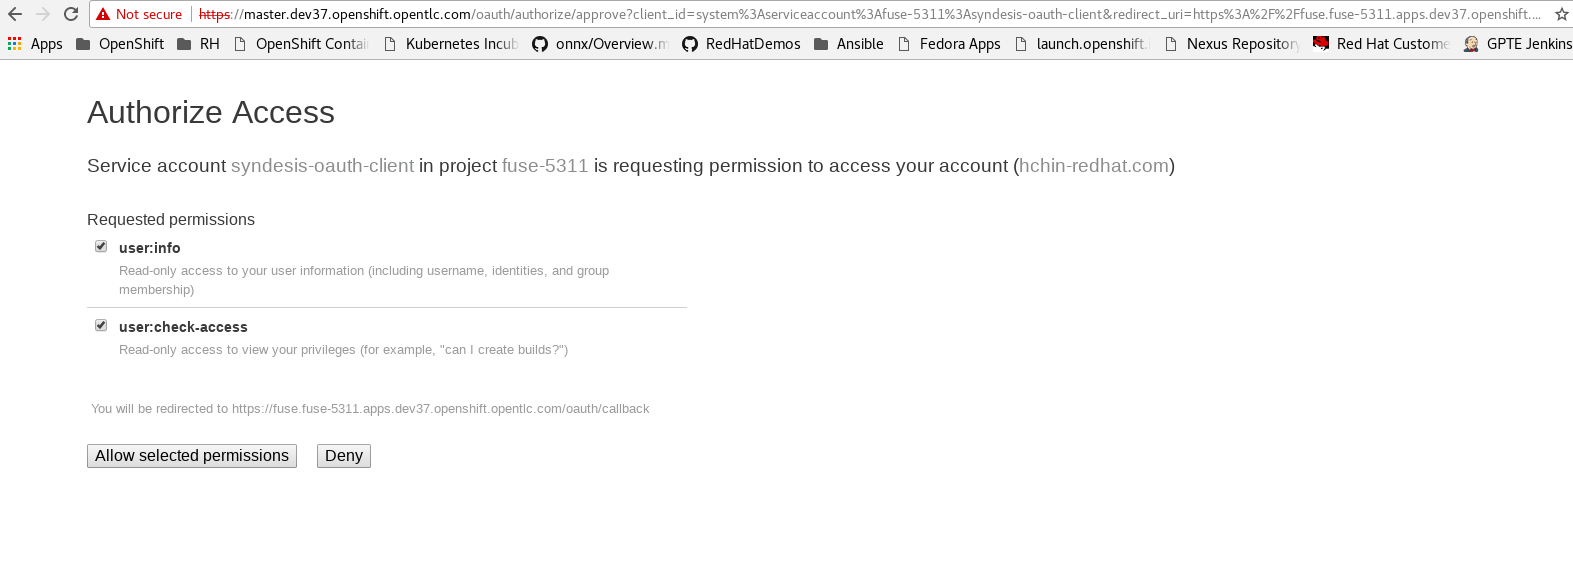 Not secure https://master.dev37.openshift.opentlc.com/oauth/authorize/approve?client_id=system%3Aserviceaccount%3Afuse-5311%3Asyndesis-oauth-client&redirect_uri=https%3A%2F%2Ffuse.fuse-5311.apps.dev37.openshift....
Apps OpenShift RH OpenShift Contai Kubernetes Incub onnx/Overview.m RedHatDemos Ansible Fedora Apps launch.openshift. Nexus Repository Red Hat Custome GPTE Jenkins
Authorize Access
Service account syndesis-oauth-client in project fuse-5311 is requesting permission to access your account (hchin-redhat.com)
Requested permissions
user:info
Read-only access to your user information (including username, identities, and group
membership)
user:check-access
Read-only access to view your privileges (for example, "can I create builds?")
You will be redirected to https://fuse.fuse-5311.apps.dev37.openshift.opentlc.com/oauth/callback
Allow selected permissions Deny